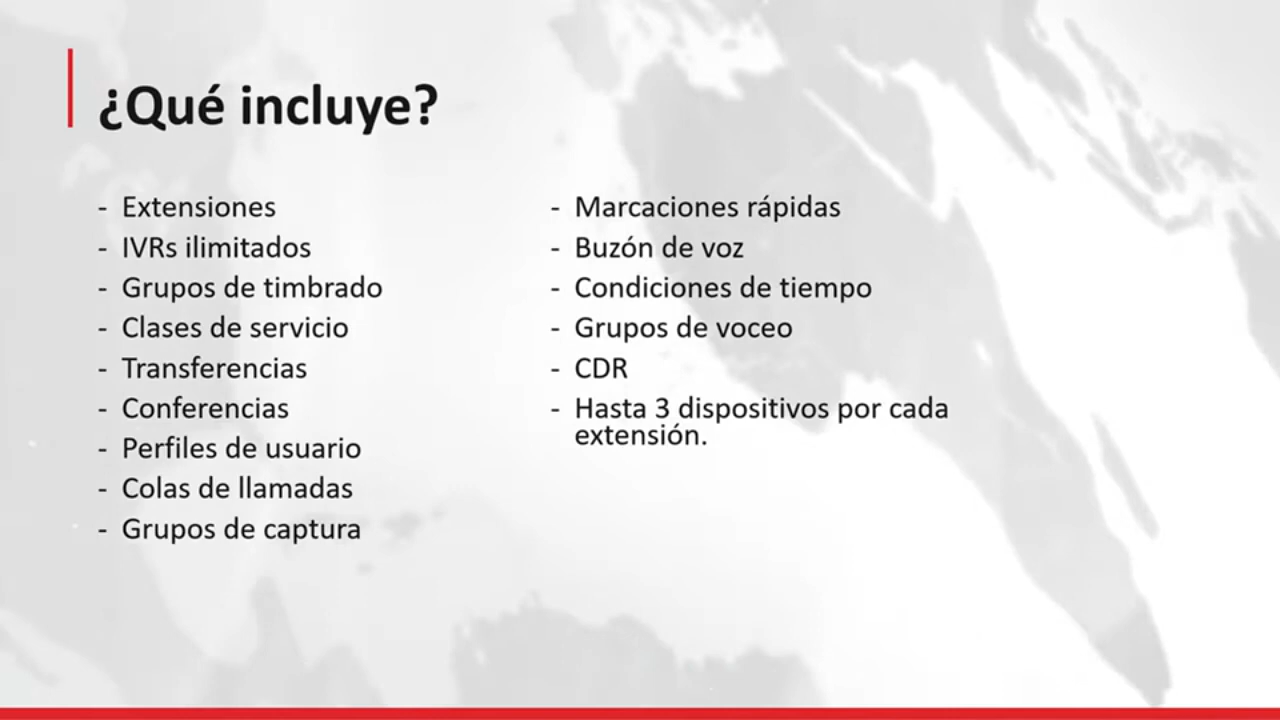 ¿Qué incluye?
- Extensiones
- IVRs ilimitados
- Grupos de timbrado
- Clases de servicio
- Transferencias
- Conferencias
- Perfiles de usuario
- Colas de llamadas
- Grupos de captura
- Marcaciones rápidas
- Buzón de voz
- Condiciones de tiempo
- Grupos de voceo
- CDR
- Hasta 3 dispositivos por cada
extensión.